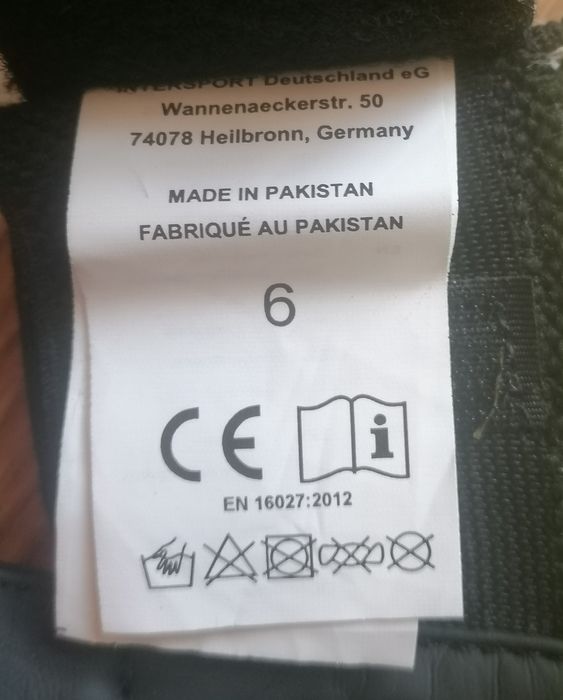 INTERSPORT Deutschland eG
Wannenaeckerstr. 50
74078 Heilbronn, Germany
MADE IN PAKISTAN
FABRIQUÉ AU PAKISTAN
6
CE i
EN 16027:2012